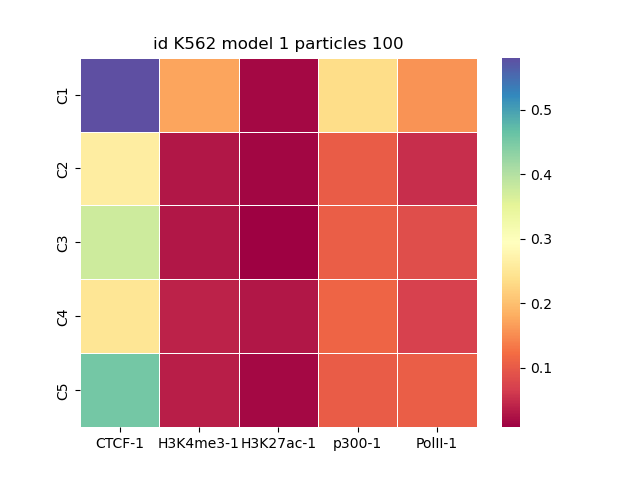 id K562 model 1 particles 100
C1
C2
C3
C4
C5
CTCF-1 H3K4me3-1 H3K27ac-1 p300-1 PolII-1
0.5
0.4
0.3
0.2
0.1